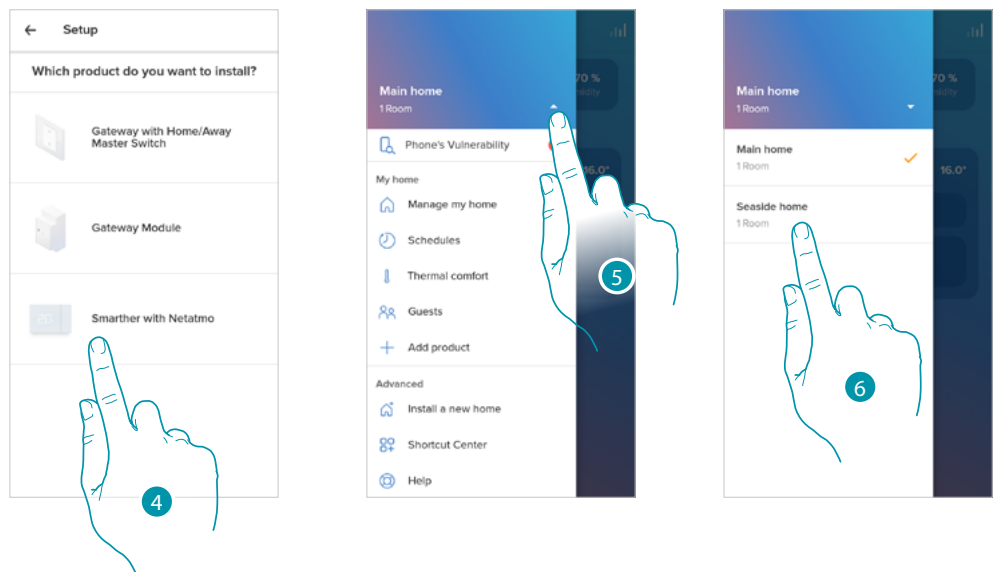 Setup
Which product do you want to install?
Gateway with Home/Away
Master Switch
Gateway Module
Smarther with Netatmo
4
Main home
1 Room
70 %
Phone's Vulnerability
My home
16.0°
Manage my home
Schedules
Thermal comfort
Guests
Add product
Advanced
Install a new home
Shortcut Center
Help
5
Main home
1 Room
70 %
Main home
1 Room
16.0°
Seaside home
1 Room
6